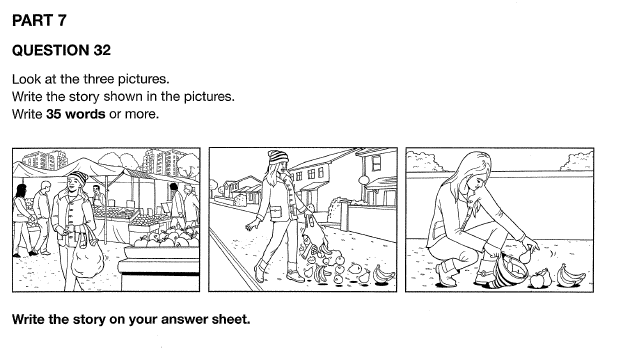 PART 7
QUESTION 32
Look at the three pictures.
Write the story shown in the pictures.
Write 35 words or more.
Write the story on your answer sheet.